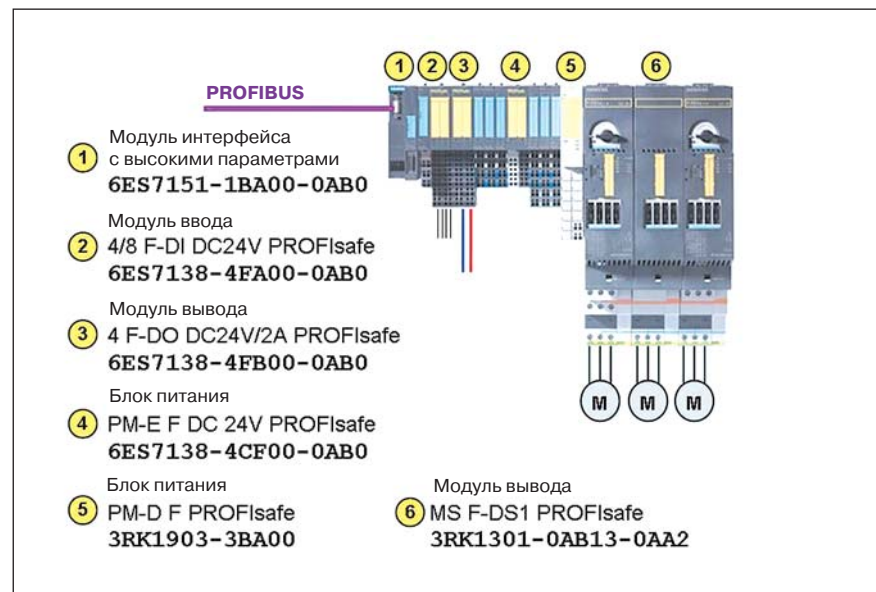 1 2 3 4 5 6
PROFIBUS
Модуль интерфейса
1 с высокими параметрами
6ES7151-1BA00-0AB0
Модуль ввода
2 4/8 F-DI DC24V PROFIsafe
6ES7138-4FA00-0AB0
Модуль вывода
3 4 F-DO DC24V/2A PROFIsafe
6ES7138-4FB00-0AB0
Блок питания
4 PM-E F DC 24V PROFIsafe
6ES7138-4CF00-0AB0
M M M
Блок питания
5 PM-D F PROFIsafe
3RK1903-3BA00
Модуль вывода
6 MS F-DS1 PROFIsafe
3RK1301-0AB13-0AA2